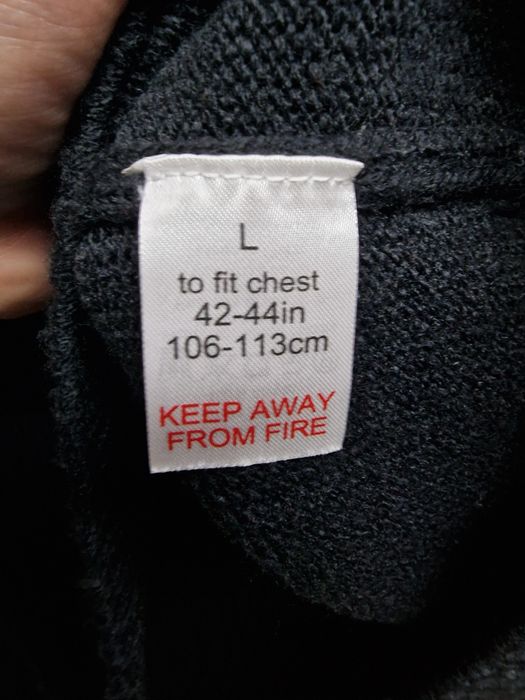 L
to fit chest
42-44in
106-113cm
KEEP AWAY
FROM FIRE